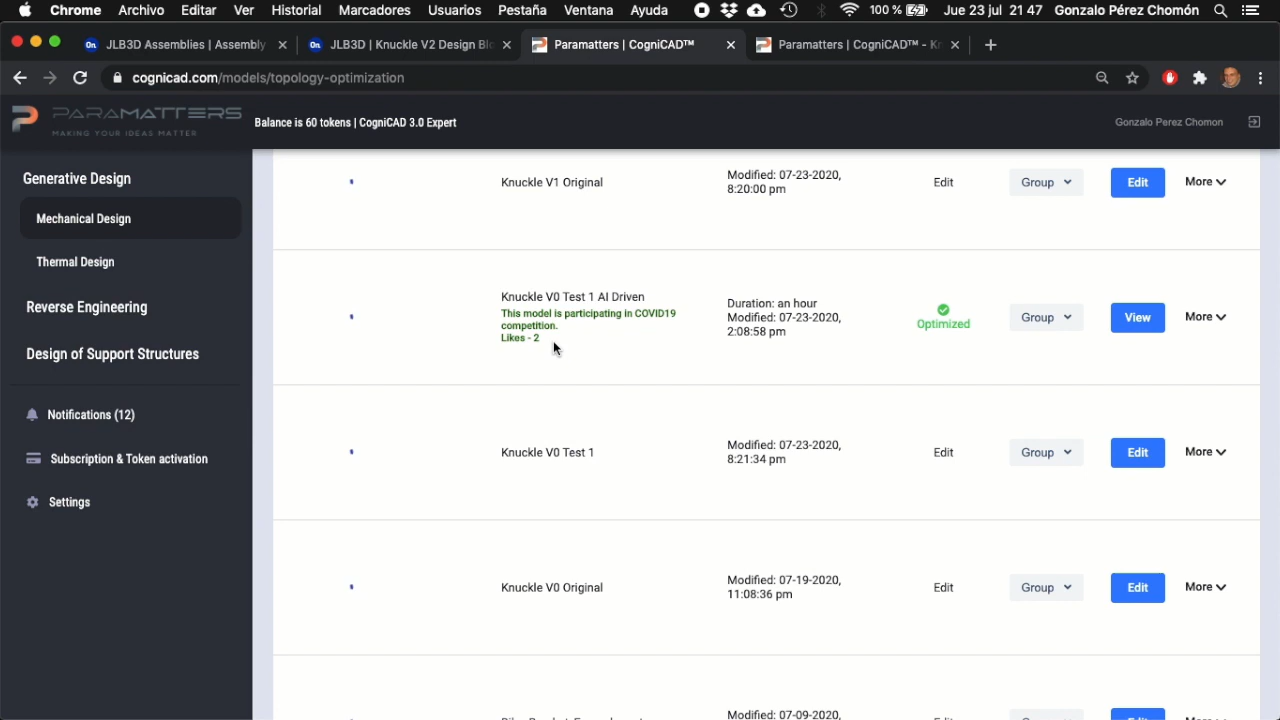 Chrome Archivo Editar Ver Historial Marcadores Usuarios Pestaña Ventana Ayuda 100 % Jue 23 jul 21 47 Gonzalo Pérez Chomón
JLB3D Assemblies | Assembly
JLB3D | Knuckle V2 Design Bio
Paramatters | CogniCAD™
Paramatters | CogniCAD™ - Kn
cognicad.com/models/topology-optimization
PARAMATTERS
MAKING YOUR IDEAS MATTER
Balance is 60 tokens | CogniCAD 3.0 Expert
Gonzalo Perez Chomon
Generative Design
Mechanical Design
Thermal Design
Reverse Engineering
Design of Support Structures
Notifications (12)
Subscription & Token activation
Settings
Knuckle V1 Original
Modified: 07-23-2020,
8:20:00 pm
Edit
Group
Edit
More
Knuckle V0 Test 1 AI Driven
This model is participating in COVID19
competition.
Likes - 2
Duration: an hour
Modified: 07-23-2020,
2:08:58 pm
Optimized
Group
View
More
Knuckle V0 Test 1
Modified: 07-23-2020,
8:21:34 pm
Edit
Group
Edit
More
Knuckle V0 Original
Modified: 07-19-2020,
11:08:36 pm
Edit
Group
Edit
More
Modified: 07-09-2020,